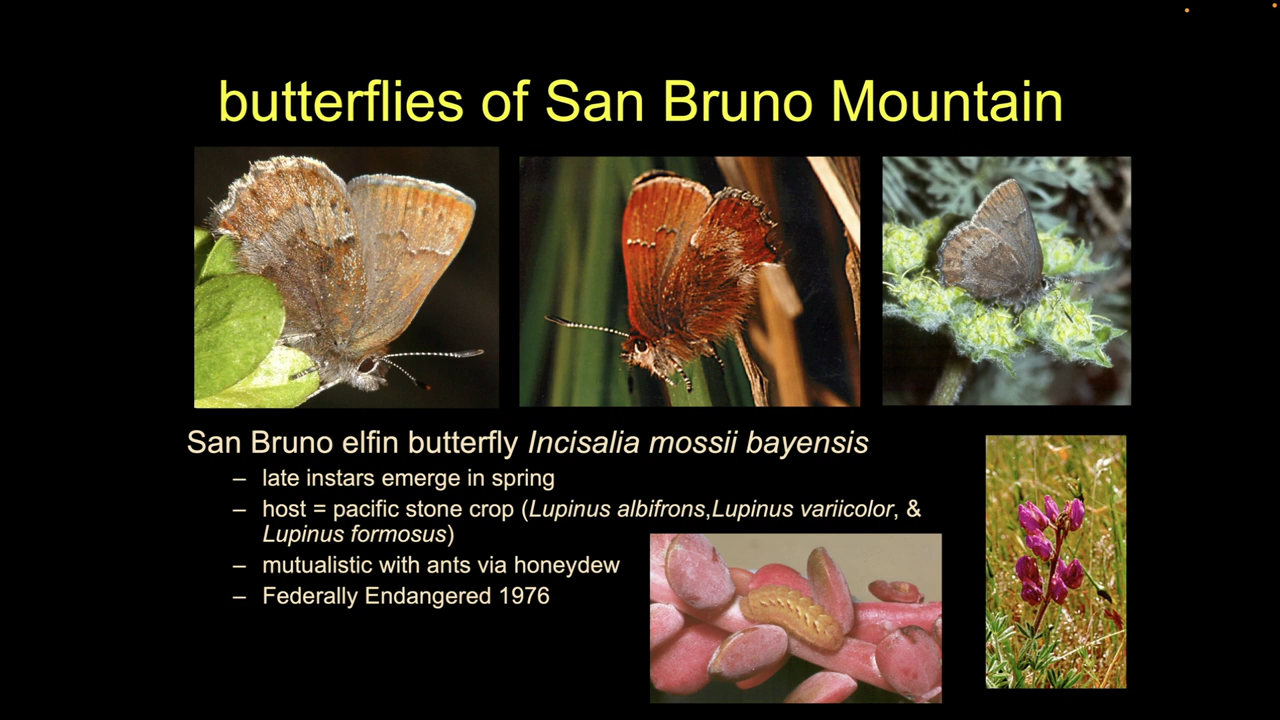 butterflies of San Bruno Mountain
San Bruno elfin butterfly Incisalia mossii bayensis
– late instars emerge in spring
– host = pacific stone crop (Lupinus albifrons,Lupinus variicolor, &
Lupinus formosus)
– mutualistic with ants via honeydew
– Federally Endangered 1976